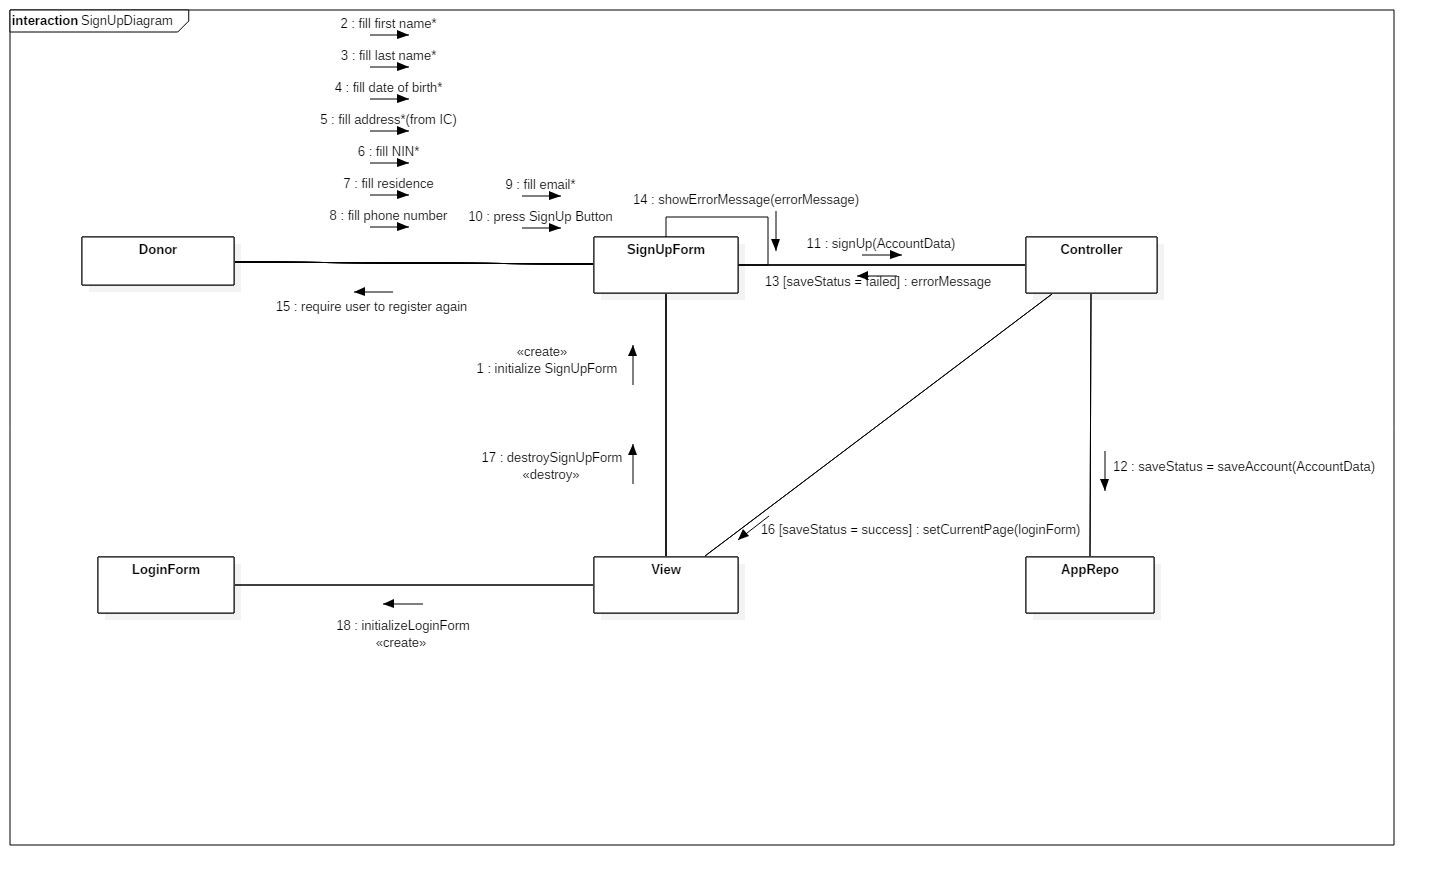 interaction SignUpDiagram
2 : fill first name*
3 : fill last name*
4 : fill date of birth*
5 : fill address*(from IC)
6 : fill NIN*
7 : fill residence
8 : fill phone number
9 : fill email*
10 : press SignUp Button
14 : showErrorMessage(errorMessage)
11 : signUp(AccountData)
Donor
SignUpForm
Controller
13 [saveStatus = failed] : errorMessage
15 : require user to register again
«create»
1 : initialize SignUpForm
17 : destroySignUpForm
«destroy»
12 : saveStatus = saveAccount(AccountData)
16 [saveStatus = success] : setCurrentPage(loginForm)
LoginForm
View
AppRepo
18 : initializeLoginForm
«create»